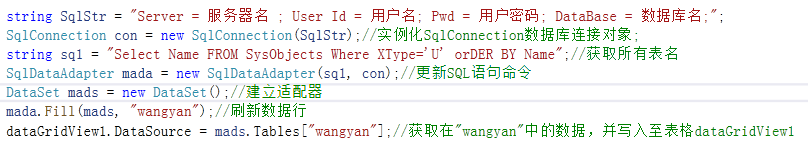 string SqlStr = "Server = 服务器名 ; User Id = 用户名; Pwd = 用户密码; DataBase = 数据库名;";
SqlConnection con = new SqlConnection(SqlStr);//实例化SqlConnection数据库连接对象;
string sq1 = "Select Name FROM SysObjects Where XType='U' orDER BY Name";//获取所有表名
SqlDataAdapter mada = new SqlDataAdapter(sq1, con);//更新SQL语句命令
DataSet mads = new DataSet();//建立适配器
mada.Fill(mads, "wangyan");//刷新数据行
dataGridView1.DataSource = mads.Tables["wangyan"];//获取在"wangyan"中的数据，并写入至表格dataGridView1